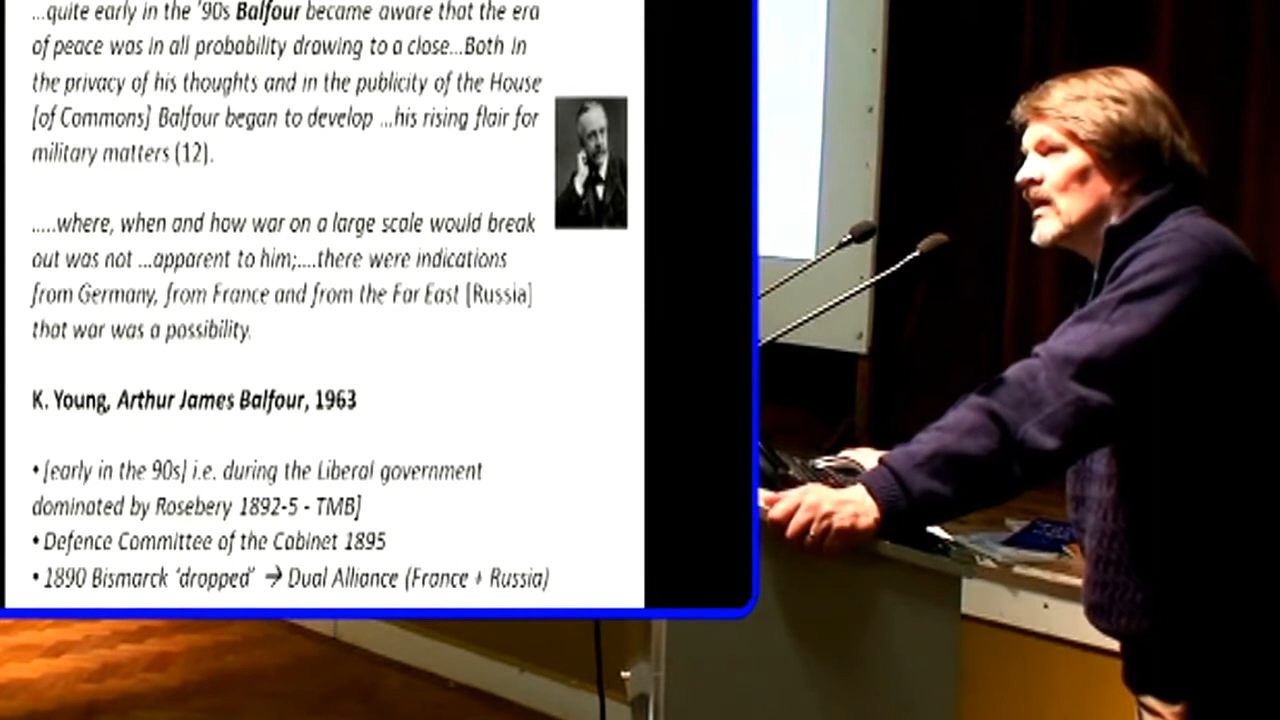 ...quite early in the '90s Balfour became aware that the era
of peace was in all probability drawing to a close...Both in
the privacy of his thoughts and in the publicity of the House
[of Commons] Balfour began to develop ...his rising flair for
military matters (12).
.....where, when and how war on a large scale would break
out was not ...apparent to him;....there were indications
from Germany, from France and from the Far East [Russia]
that war was a possibility.
K. Young, Arthur James Balfour, 1963
• [early in the 90s] i.e. during the Liberal government
dominated by Rosebery 1892-5 - TMB]
• Defence Committee of the Cabinet 1895
• 1890 Bismarck 'dropped' → Dual Alliance (France + Russia)